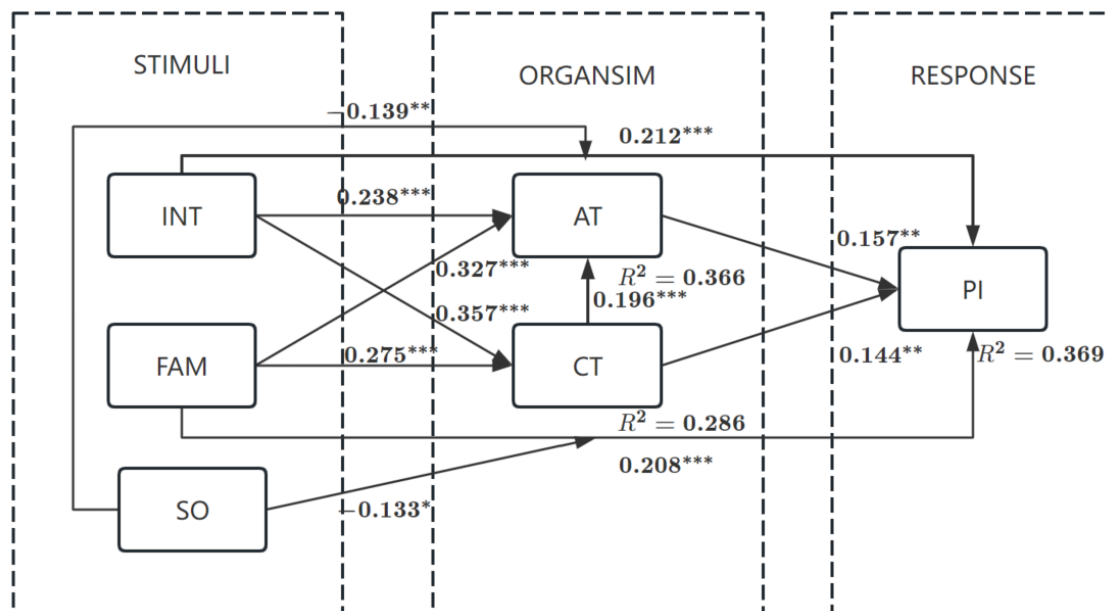 STIMULI
ORGANSIM
RESPONSE
−0.139**
0.212***
INT
0.238***
AT
0.157**
0.327***
R² = 0.366
PI
0.196***
0.357***
FAM
0.275***
CT
0.144**
R² = 0.369
R² = 0.286
0.208***
SO
−0.133*